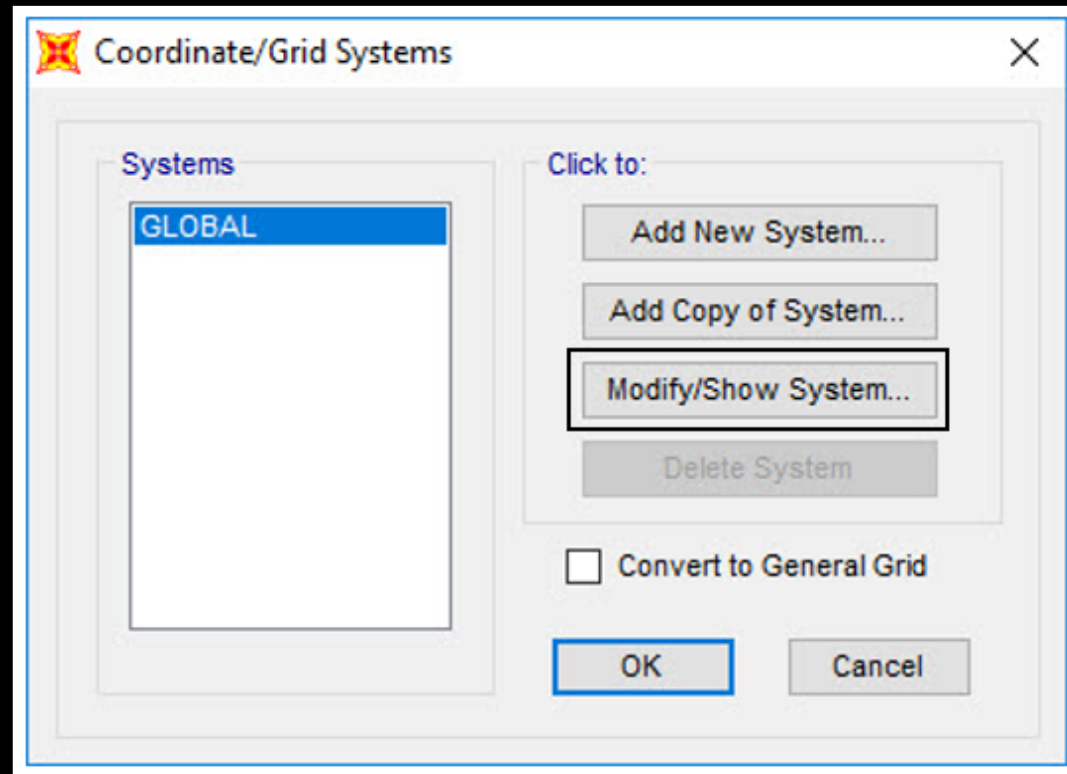 Coordinate/Grid Systems
Systems
GLOBAL
Click to:
Add New System...
Add Copy of System...
Modify/Show System...
Delete System
Convert to General Grid
OK
Cancel